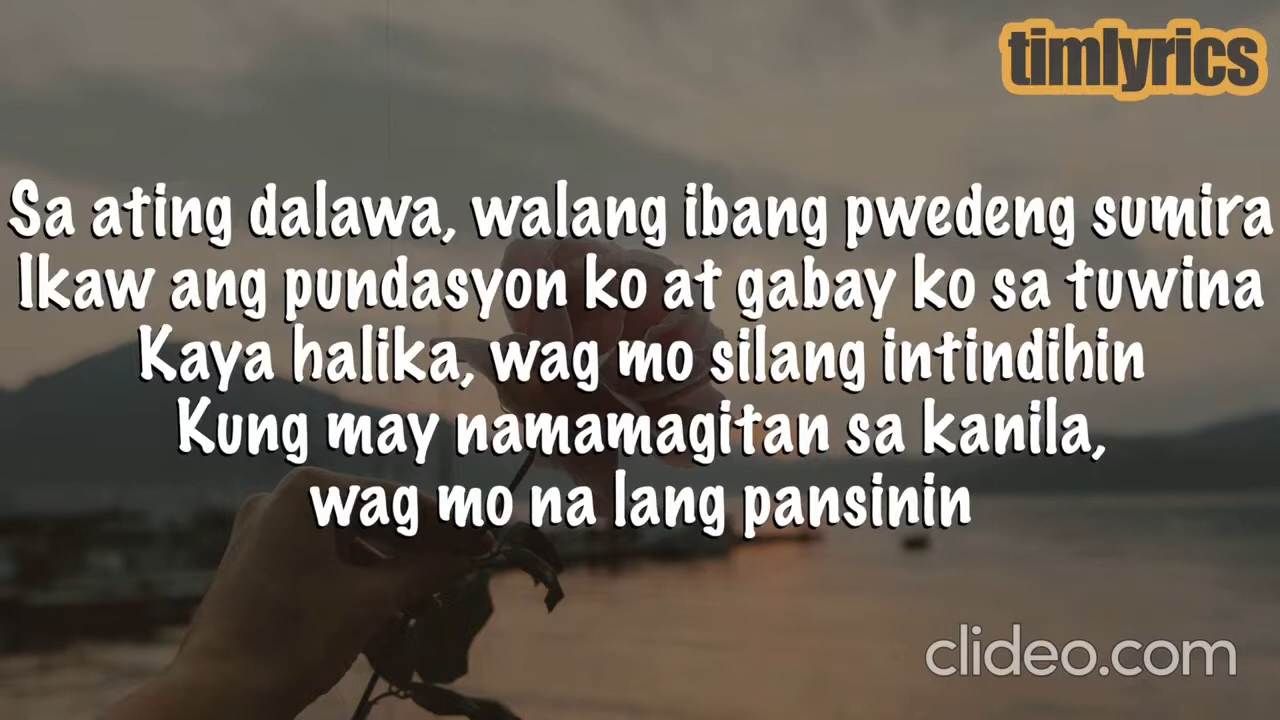 timlyrics
Sa ating dalawa, walang ibang pwedeng sumira
Ikaw ang pundasyon ko at gabay ko sa tuwina
Kaya halika, wag mo silang intindihin
Kung may namamagitan sa kanila,
wag mo na lang pansinin
clideo.com